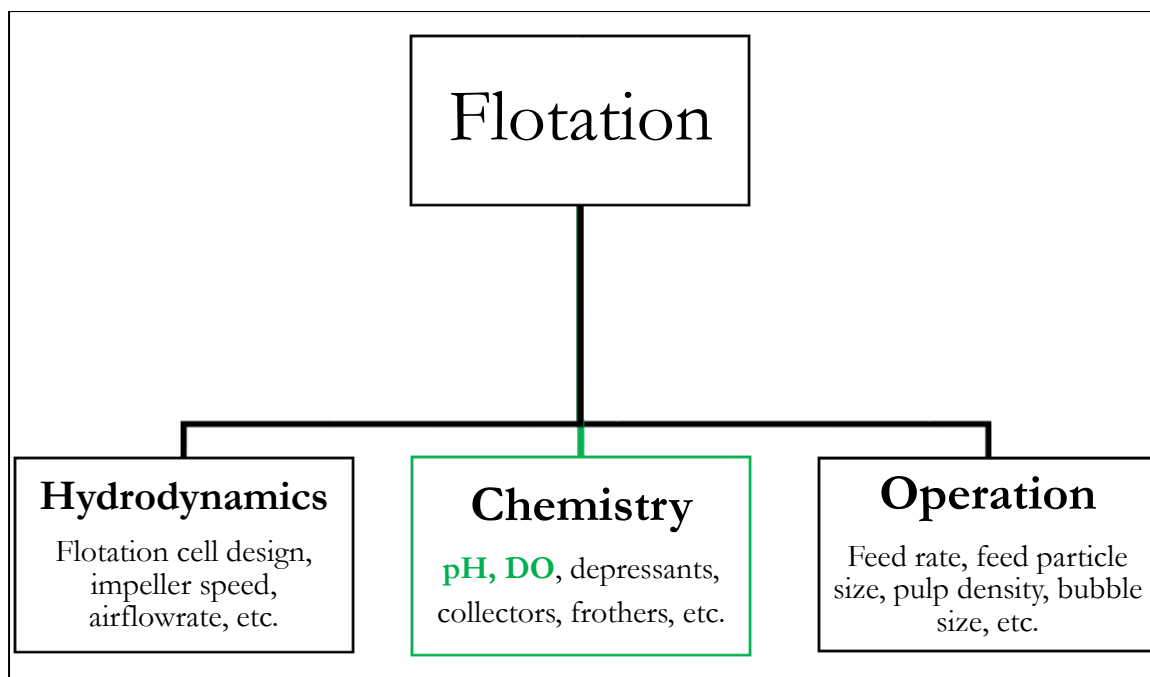 Flotation
Hydrodynamics
Flotation cell design,
impeller speed,
airflowrate, etc.
Chemistry
pH, DO, depressants,
collectors, frothers, etc.
Operation
Feed rate, feed particle
size, pulp density, bubble
size, etc.